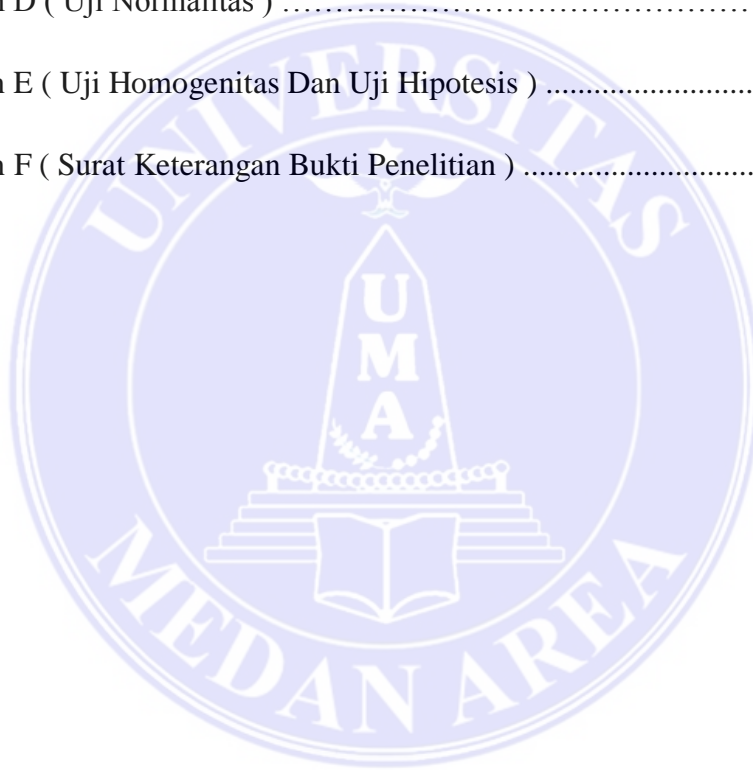 n D ( Uji Normalitas ) ……………………………………
n E ( Uji Homogenitas Dan Uji Hipotesis ) ..........................
n F ( Surat Keterangan Bukti Penelitian ) .............................
UNIVERSITAS
U
M
A
MEDAN AREA